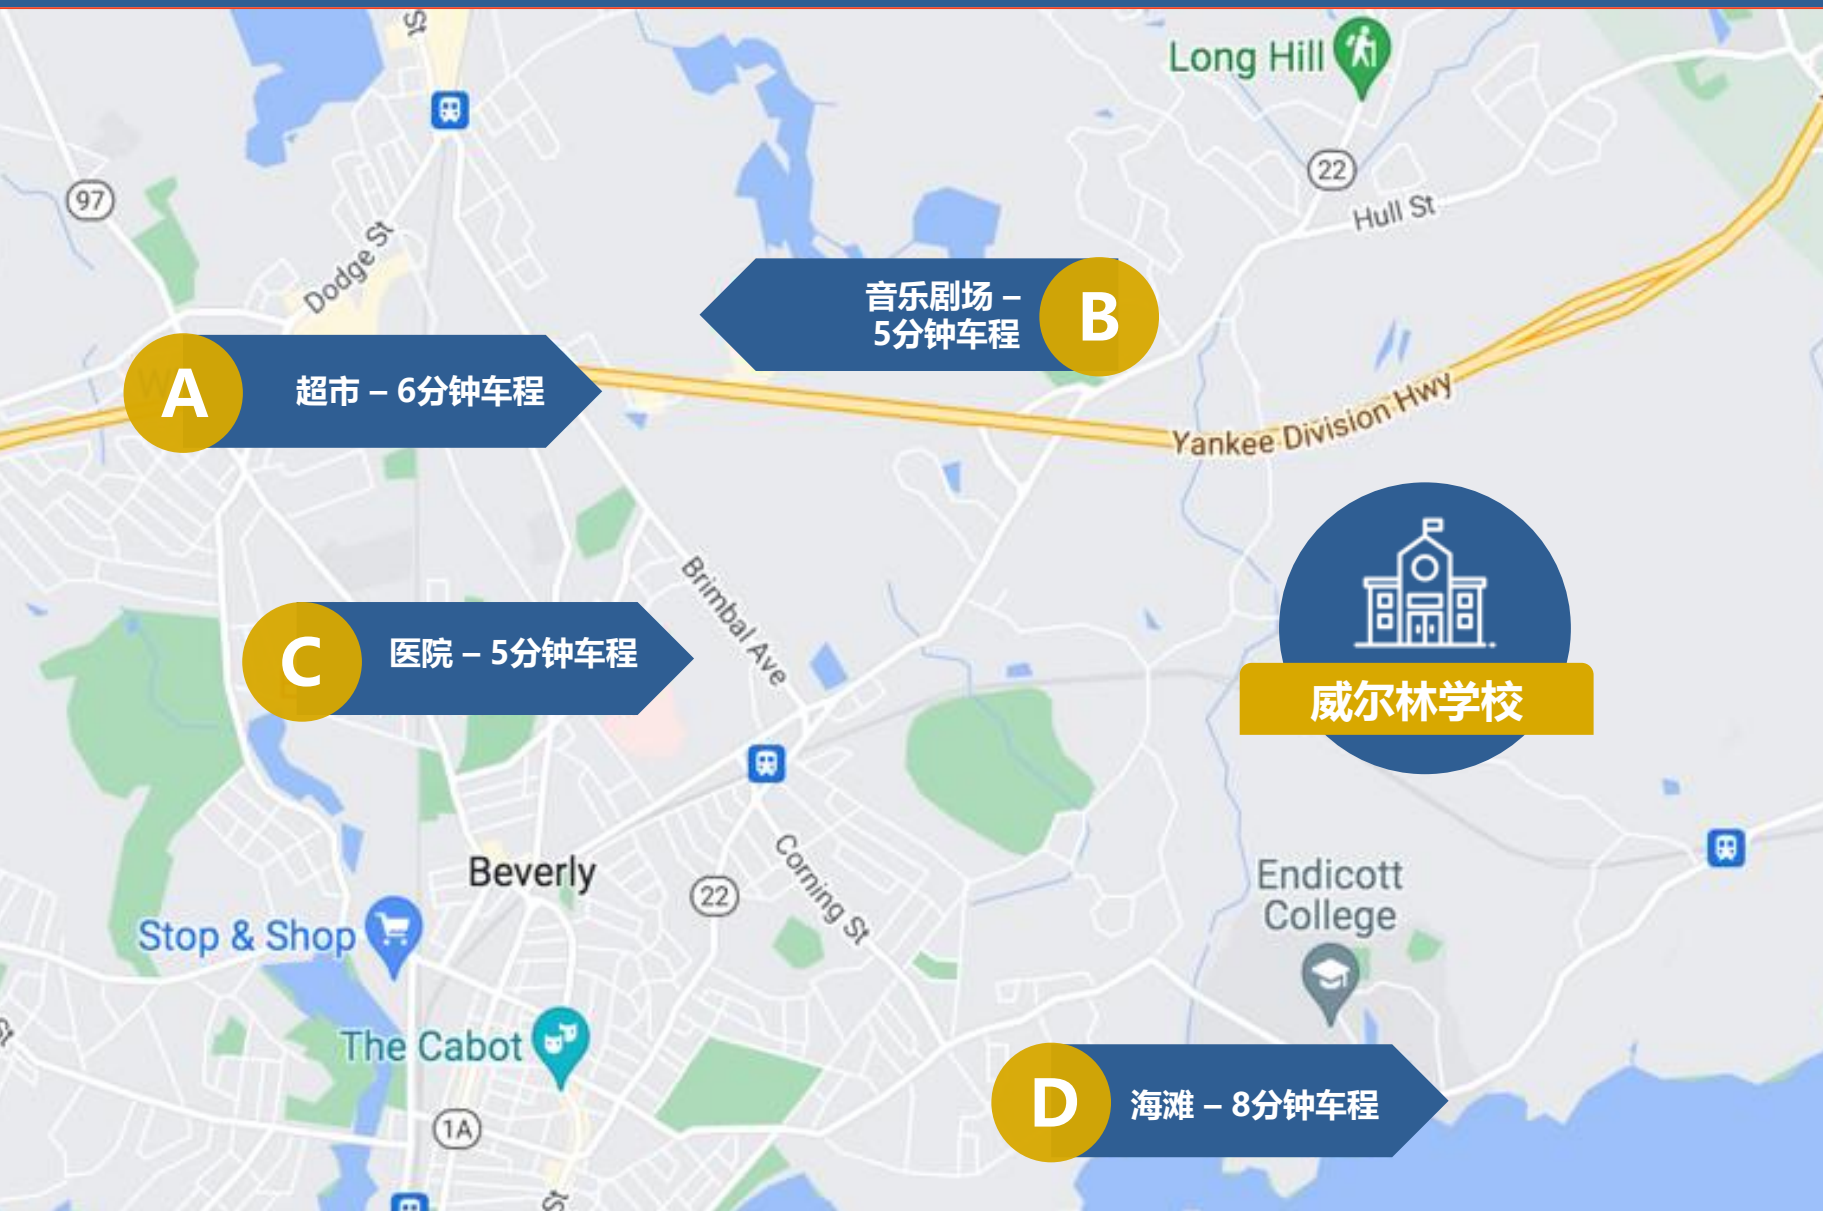 St
Long Hill
22
97
Hull St
Dodge St
音乐剧场 –
5分钟车程
B
A
超市 – 6分钟车程
Yankee Division Hwy
Brimbal Ave
C
医院 – 5分钟车程
威尔林学校
Beverly
22
Corning St
Endicott
College
Stop & Shop
The Cabot
St
1A
D
海滩 – 8分钟车程
St